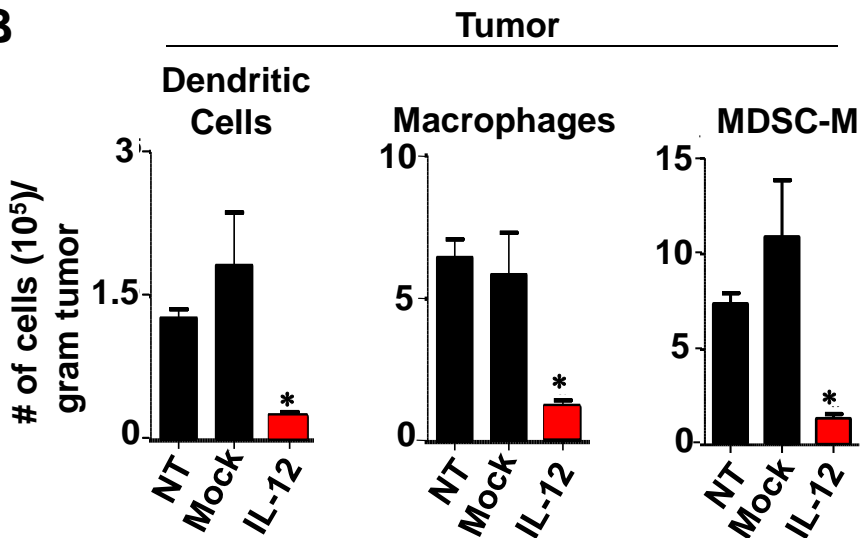 B
Tumor
Dendritic
Cells
Macrophages
MDSC-M
# of cells (10⁵)/
gram tumor
3
1.5
0
*
NT
Mock
IL-12
10
5
0
*
NT
Mock
IL-12
15
10
5
0
*
NT
Mock
IL-12